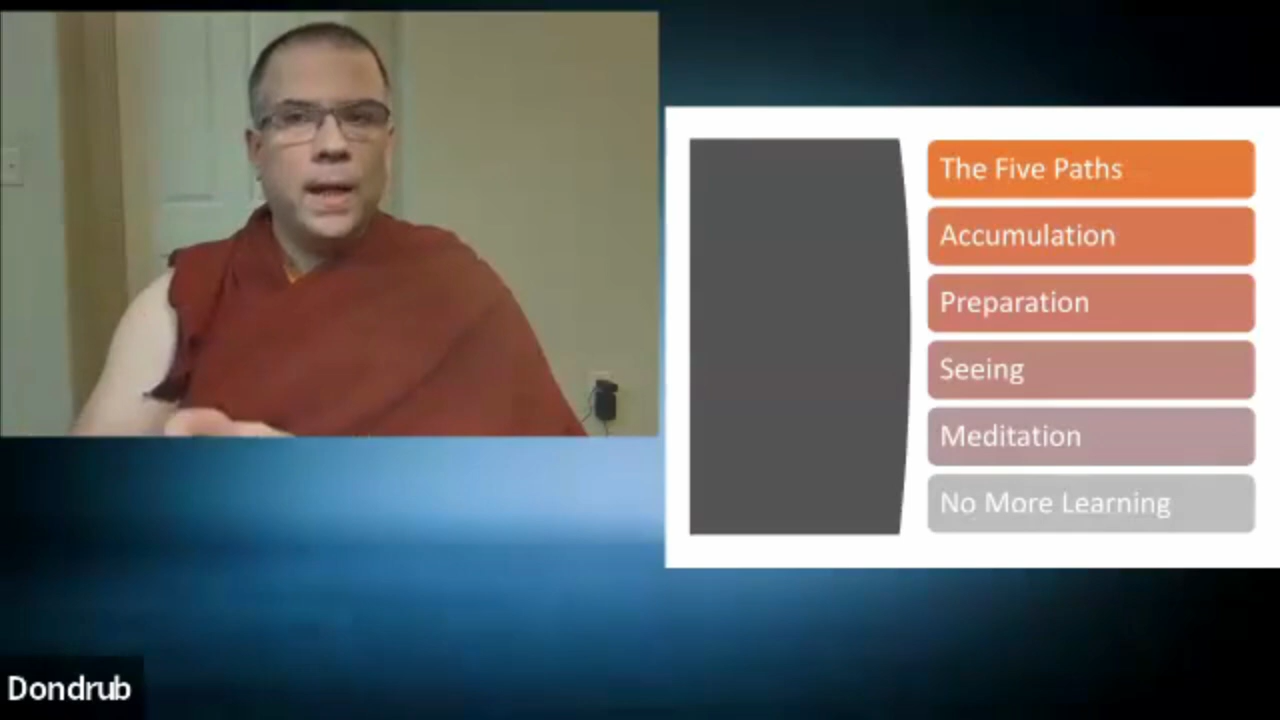 The Five Paths
Accumulation
Preparation
Seeing
Meditation
No More Learning
Dondrub